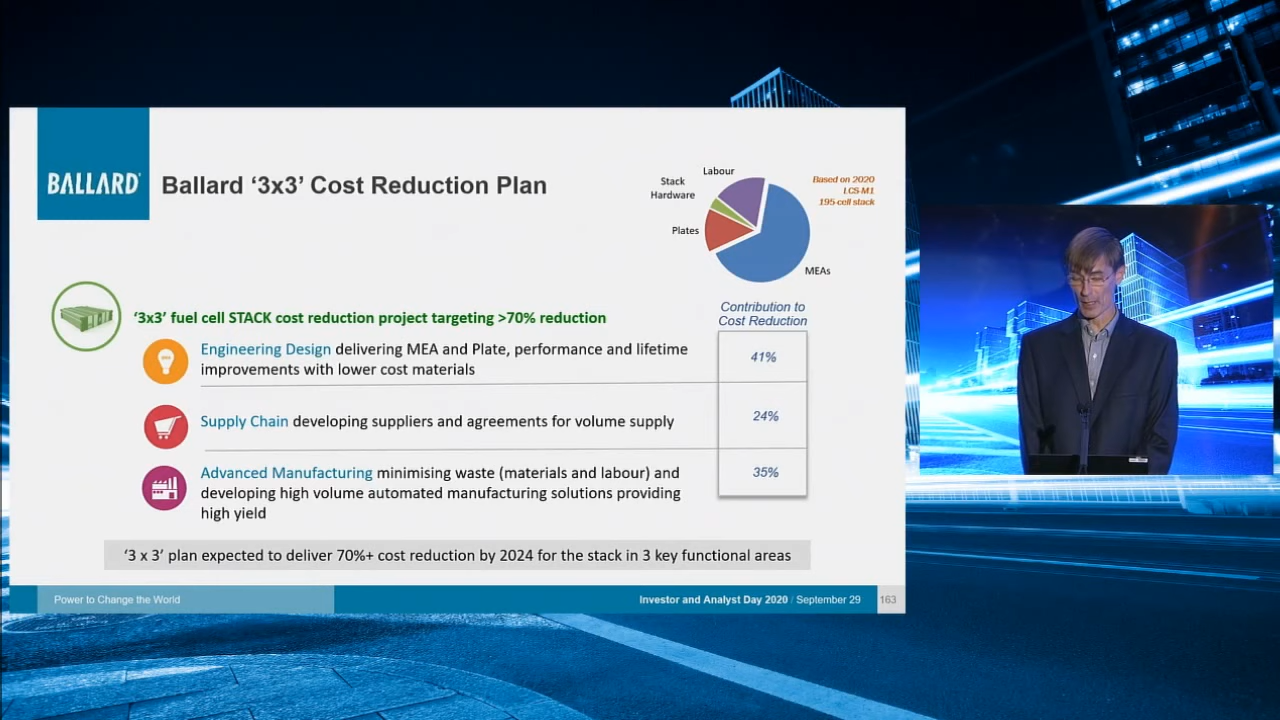 BALLARD
Ballard ‘3x3’ Cost Reduction Plan
Labour
Stack
Hardware
Plates
MEAs
Based on 2020
LCS-M1
195-cell stack
Contribution to
Cost Reduction
‘3x3’ fuel cell STACK cost reduction project targeting >70% reduction
Engineering Design delivering MEA and Plate, performance and lifetime
improvements with lower cost materials
41%
Supply Chain developing suppliers and agreements for volume supply
24%
Advanced Manufacturing minimising waste (materials and labour) and
developing high volume automated manufacturing solutions providing
high yield
35%
‘3 x 3’ plan expected to deliver 70%+ cost reduction by 2024 for the stack in 3 key functional areas
Power to Change the World
Investor and Analyst Day 2020 / September 29
163